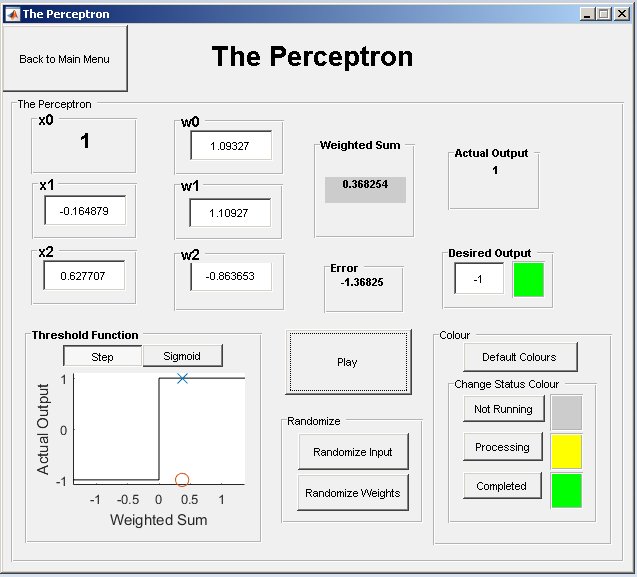 The Perceptron
Back to Main Menu
The Perceptron
The Perceptron
x0
1
w0
1.09327
Weighted Sum
0.368254
Actual Output
1
x1
-0.164879
w1
1.10927
x2
0.627707
w2
-0.863653
Error
-1.36825
Desired Output
-1
Threshold Function
Step
Sigmoid
Actual Output
1
0
-1
-1
-0.5
0
0.5
1
Weighted Sum
Play
Randomize
Randomize Input
Randomize Weights
Colour
Default Colours
Change Status Colour
Not Running
Processing
Completed